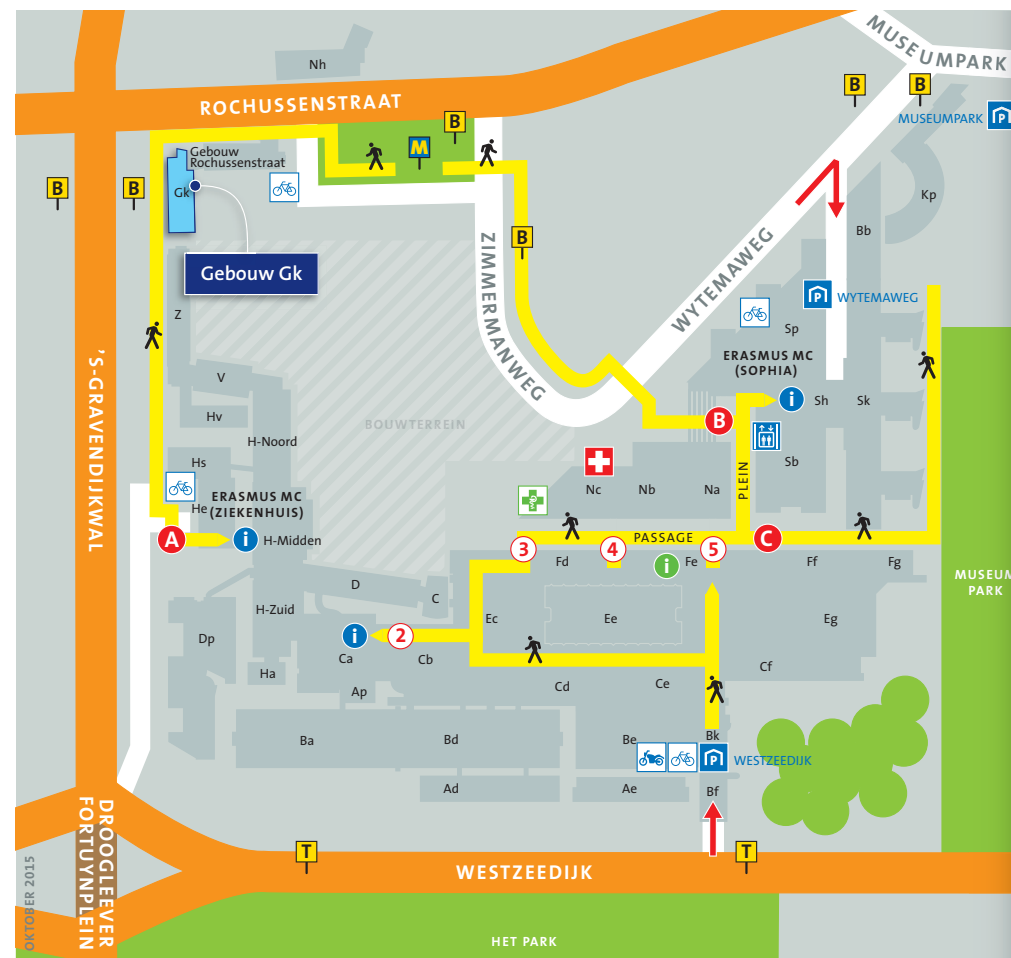 MUSEUMPARK
Nh
ROCHUSSENSTRAAT
B
B
MUSEUMPARK
P
B
M
Gebouw
Rochussenstraat
Gk
B
B
Kp
Bb
B
ZIMMERMANWEG
WYTEMAWEG
Gebouw Gk
P
WYTEMAWEG
Z
Sp
ERASMUS MC
(SOPHIA)
'S-GRAVENDIJKWAL
V
Hv
i
Sh
Sk
B
BOUWTERREIN
H-Noord
Hs
Sb
PLEIN
Nc
Nb
Na
ERASMUS MC
(ZIEKENHUIS)
He
A
i
H-Midden
PASSAGE
C
3
4
5
Fd
i
Fe
Ff
Fg
MUSEUM
PARK
D
C
H-Zuid
Ec
Ee
Eg
Dp
i
2
Ca
Cb
Cf
Ha
Ap
Cd
Ce
Ba
Bd
Be
Bk
P
WESTZEEDIJK
Ad
Ae
Bf
DROOGLEEVER
FORTUYNPLEIN
T
T
WESTZEEDIJK
OKTOBER 2015
HET PARK